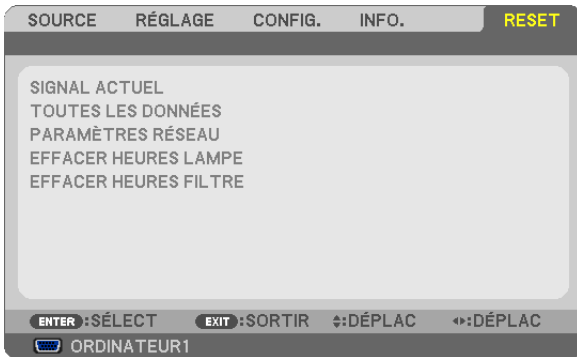 SOURCE RÉGLAGE CONFIG. INFO. RESET
SIGNAL ACTUEL
TOUTES LES DONNÉES
PARAMÈTRES RÉSEAU
EFFACER HEURES LAMPE
EFFACER HEURES FILTRE
ENTER :SÉLECT EXIT :SORTIR :DÉPLAC :DÉPLAC
ORDINATEUR1